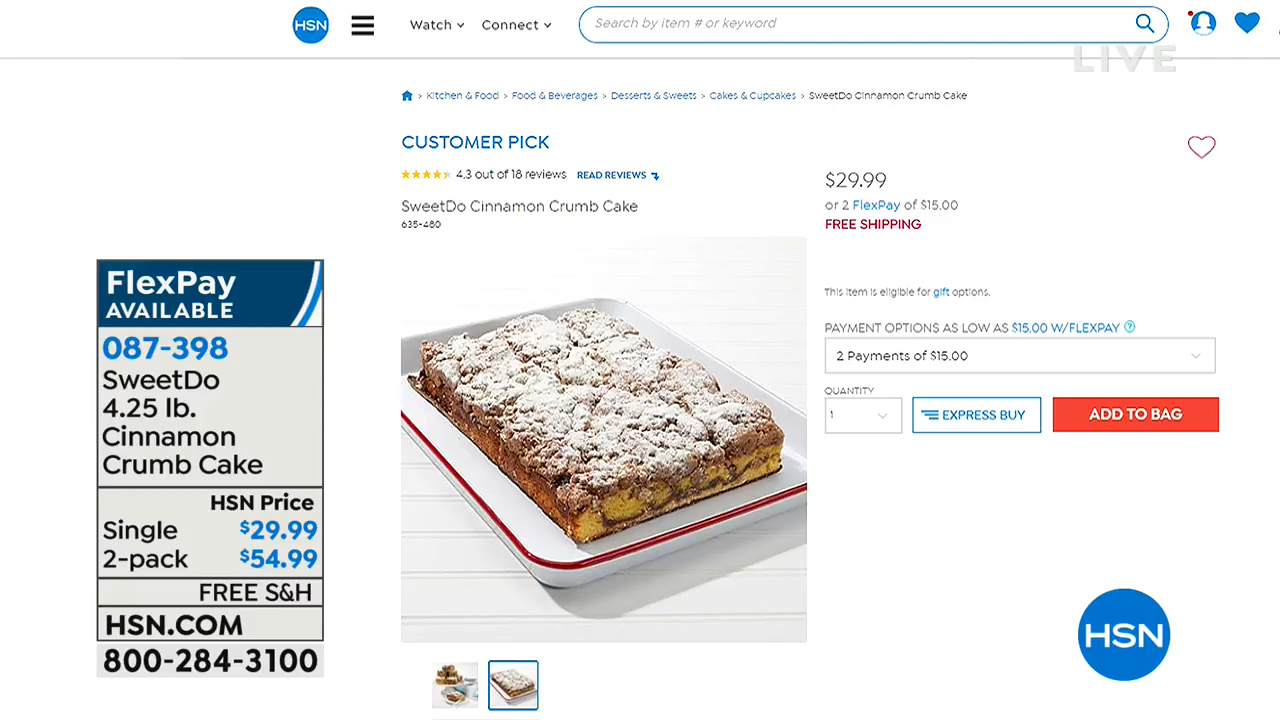 HSN
Watch
Connect
Search by item # or keyword
LIVE
> Kitchen & Food > Food & Beverages > Desserts & Sweets > Cakes & Cupcakes > SweetDo Cinnamon Crumb Cake
CUSTOMER PICK
4.3 out of 18 reviews READ REVIEWS
SweetDo Cinnamon Crumb Cake
635-480
$29.99
or 2 FlexPay of $15.00
FREE SHIPPING
This item is eligible for gift options.
PAYMENT OPTIONS AS LOW AS $15.00 W/FLEXPAY ?
2 Payments of $15.00
QUANTITY
1
EXPRESS BUY
ADD TO BAG
FlexPay
AVAILABLE
087-398
SweetDo
4.25 lb.
Cinnamon
Crumb Cake
HSN Price
Single $29.99
2-pack $54.99
FREE S&H
HSN.COM
800-284-3100
HSN